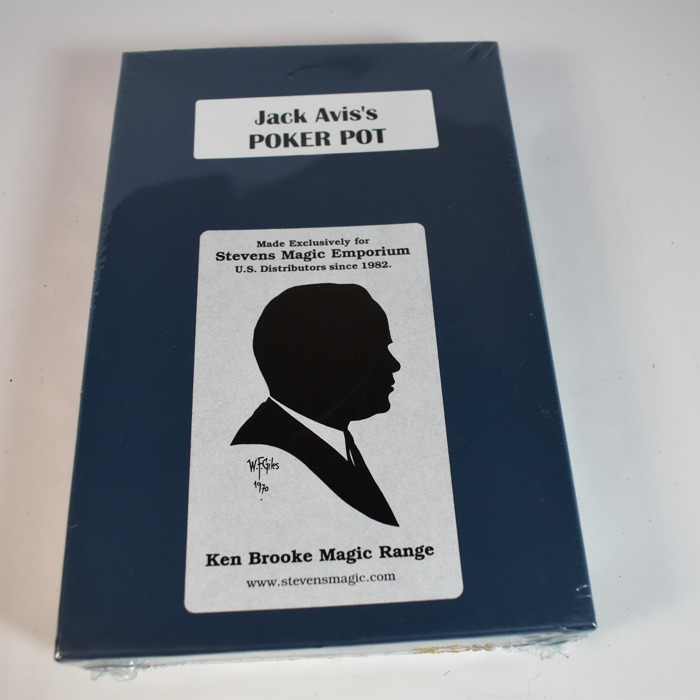 Jack Avis's
POKER POT
Made Exclusively for
Stevens Magic Emporium
U.S. Distributors since 1982.
W.F.Giles
1970
Ken Brooke Magic Range
www.stevensmagic.com